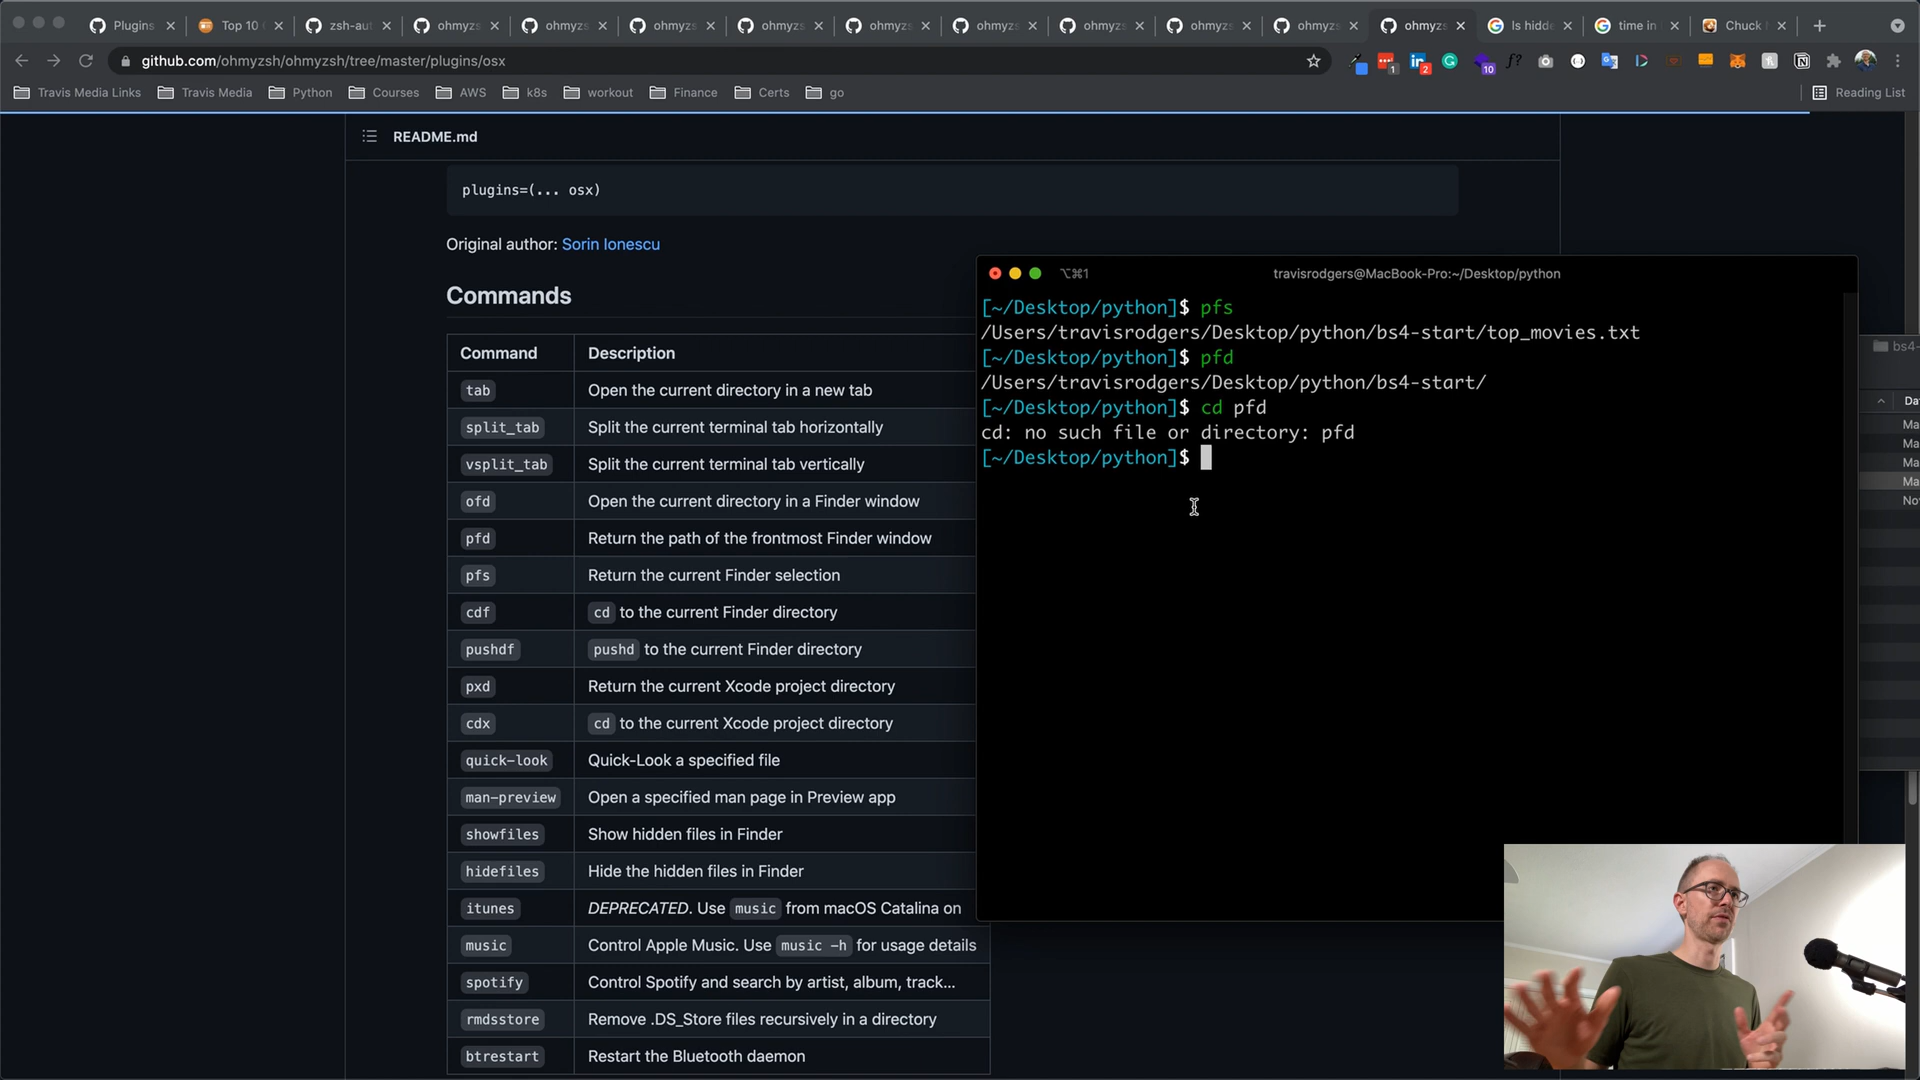 Plugins
Top 10
zsh-aut
ohmyzs
ohmyzs
ohmyzs
ohmyzs
ohmyzs
ohmyzs
ohmyzs
ohmyzs
ohmyzs
ohmyzs
Is hidde
time in
Chuck
github.com/ohmyzsh/ohmyzsh/tree/master/plugins/osx
Travis Media Links
Travis Media
Python
Courses
AWS
k8s
workout
Finance
Certs
go
Reading List
README.md
plugins=(... osx)
Original author: Sorin Ionescu
Commands
Command Description
tab Open the current directory in a new tab
split_tab Split the current terminal tab horizontally
vsplit_tab Split the current terminal tab vertically
ofd Open the current directory in a Finder window
pfd Return the path of the frontmost Finder window
pfs Return the current Finder selection
cdf cd to the current Finder directory
pushdf pushd to the current Finder directory
pxd Return the current Xcode project directory
cdx cd to the current Xcode project directory
quick-look Quick-Look a specified file
man-preview Open a specified man page in Preview app
showfiles Show hidden files in Finder
hidefiles Hide the hidden files in Finder
itunes DEPRECATED. Use music from macOS Catalina on
music Control Apple Music. Use music -h for usage details
spotify Control Spotify and search by artist, album, track...
rmdsstore Remove .DS_Store files recursively in a directory
btrestart Restart the Bluetooth daemon
⌥⌘1 travisrodgers@MacBook-Pro:~/Desktop/python
[~/Desktop/python]$ pfs
/Users/travisrodgers/Desktop/python/bs4-start/top_movies.txt
[~/Desktop/python]$ pfd
/Users/travisrodgers/Desktop/python/bs4-start/
[~/Desktop/python]$ cd pfd
cd: no such file or directory: pfd
[~/Desktop/python]$
bs4-
Da
Ma
Ma
Ma
Ma
No